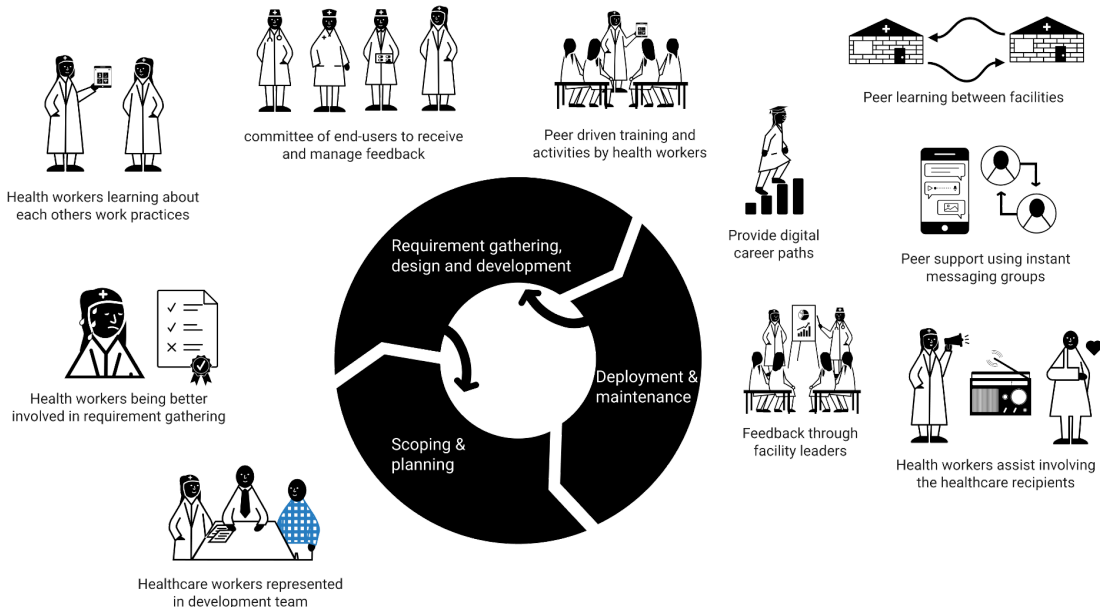 committee of end-users to receive
and manage feedback
Peer driven training and
activities by health workers
Peer learning between facilities
Health workers learning about
each others work practices
Provide digital
career paths
Peer support using instant
messaging groups
Requirement gathering,
design and development
Deployment &
maintenance
Scoping &
planning
Health workers being better
involved in requirement gathering
Feedback through
facility leaders
Health workers assist involving
the healthcare recipients
Healthcare workers represented
in development team